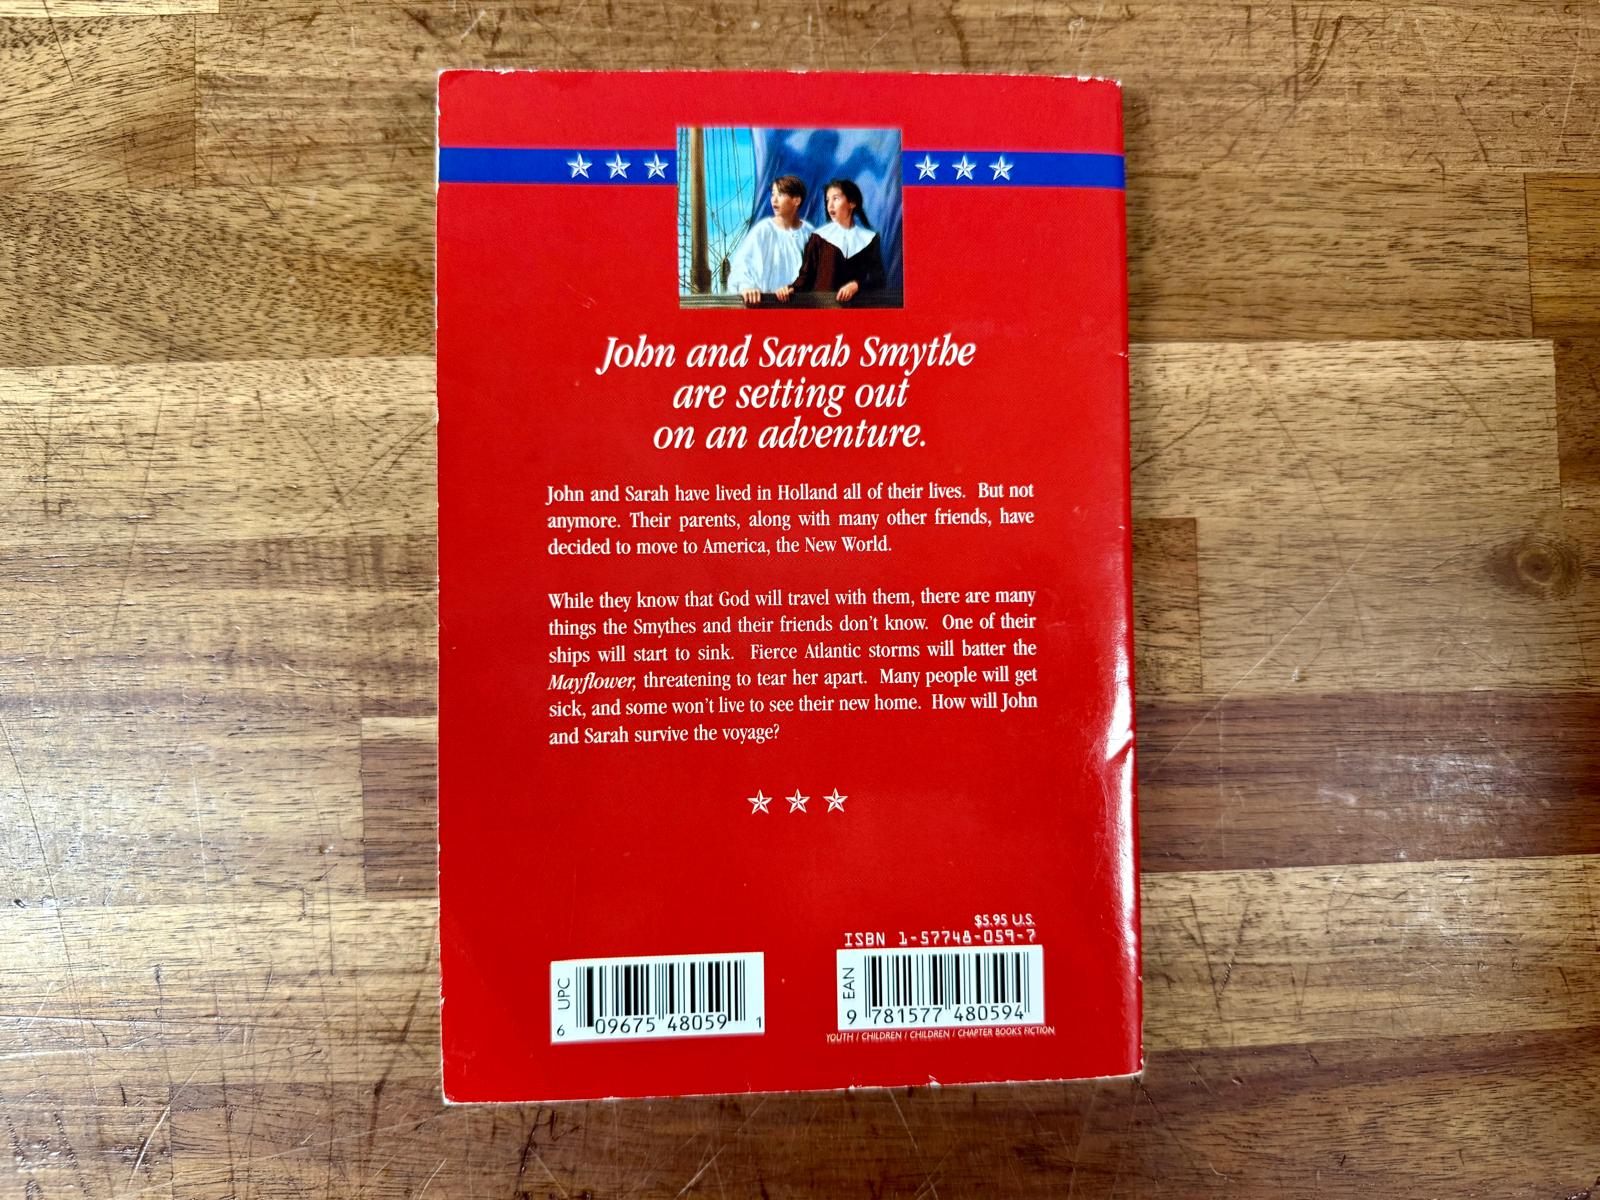 John and Sarah Smythe
are setting out
on an adventure.
John and Sarah have lived in Holland all of their lives. But not
anymore. Their parents, along with many other friends, have
decided to move to America, the New World.
While they know that God will travel with them, there are many
things the Smythes and their friends don't know. One of their
ships will start to sink. Fierce Atlantic storms will batter the
Mayflower, threatening to tear her apart. Many people will get
sick, and some won't live to see their new home. How will John
and Sarah survive the voyage?
$5.95 U.S.
ISBN 1-57748-059-7
UPC
6 09675 48059 1
EAN
9 781577 480594
YOUTH / CHILDREN / CHILDREN / CHAPTER BOOKS FICTION